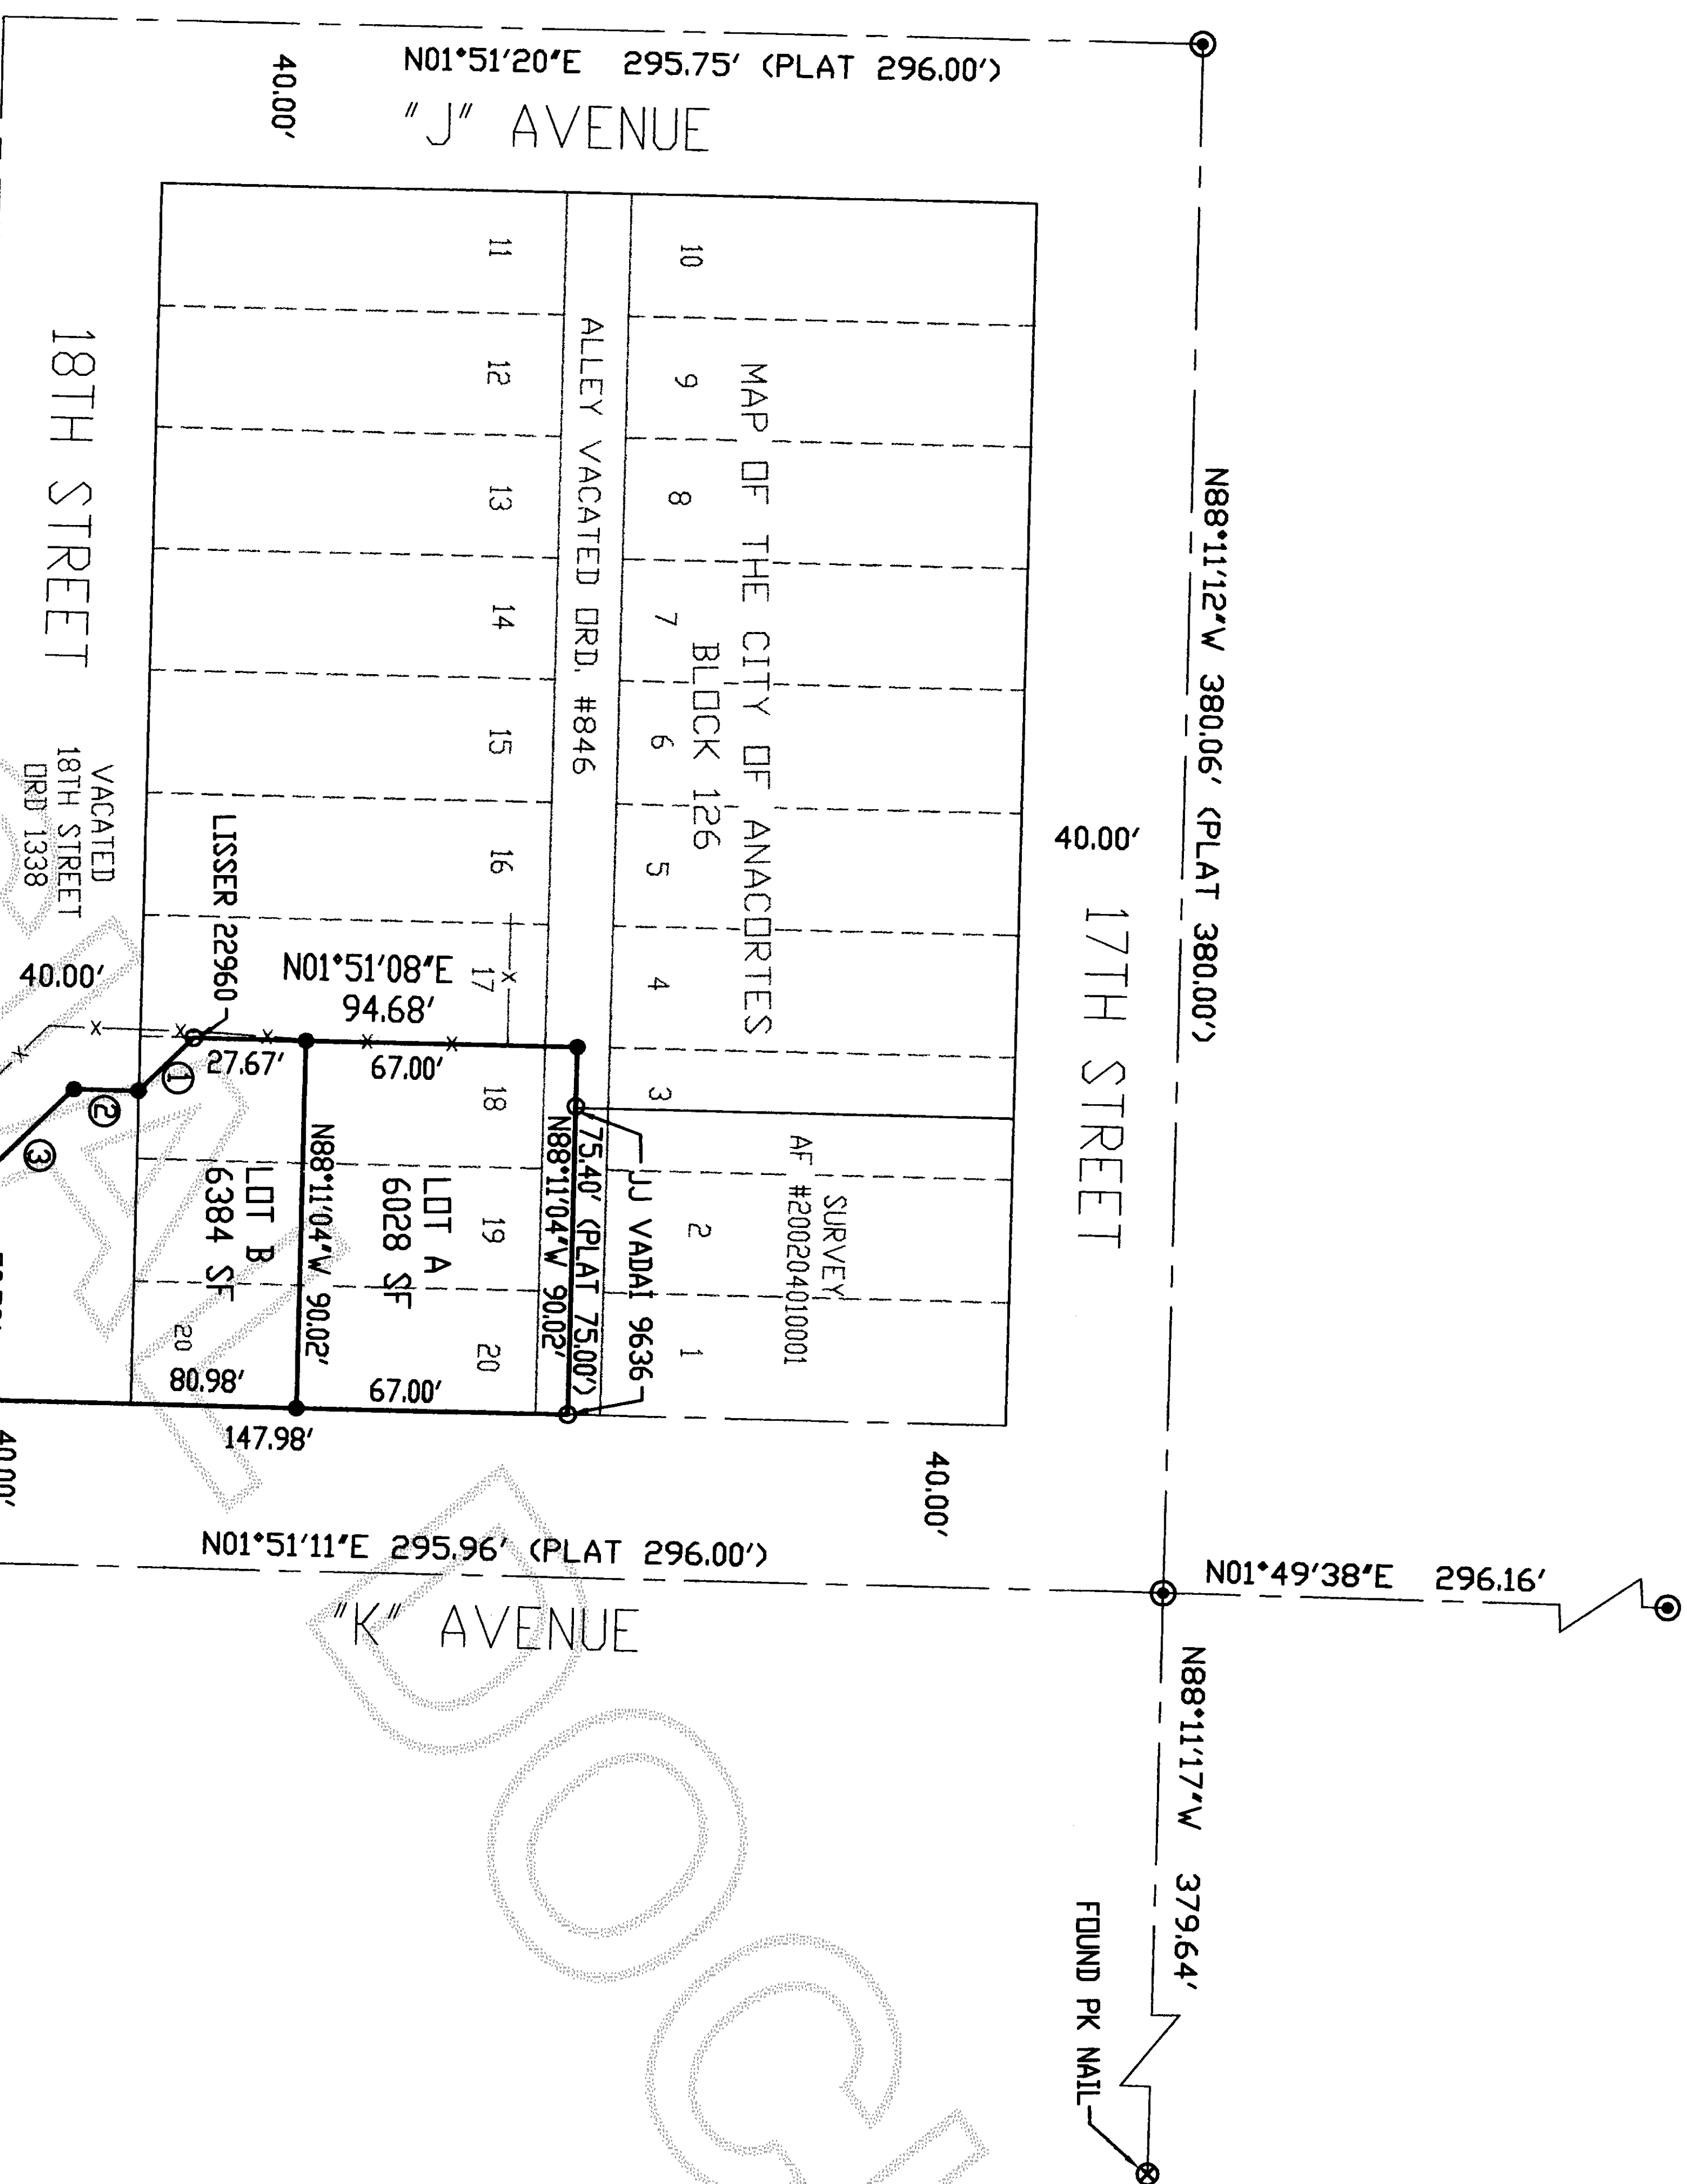 N01°51'20"E 295.75' (PLAT 296.00')
"J" AVENUE
40.00'
N88°11'12"W 380.06' (PLAT 380.00')
17TH STREET
40.00'
10
9
8
7
6
5
4
3
2
1
MAP OF THE CITY OF ANACORTES
BLOCK 126
SURVEY
AF #200204010001
ALLEY VACATED ORD. #846
11
12
13
14
15
16
17
18
19
20
20
18TH STREET
VACATED
18TH STREET
ORD 1338
40.00'
LISSER 22960
N01°51'08"E
94.68'
27.67'
67.00'
1
2
3
JJ VADAI 9636
75.40' (PLAT 75.00')
N88°11'04"W 90.02'
LOT A
6028 SF
N88°11'04"W 90.02'
LOT B
6384 SF
80.98'
67.00'
147.98'
40.00'
40.00'
N01°51'11"E 295.96' (PLAT 296.00')
"K" AVENUE
N01°49'38"E 296.16'
N88°11'17"W 379.64'
FOUND PK NAIL